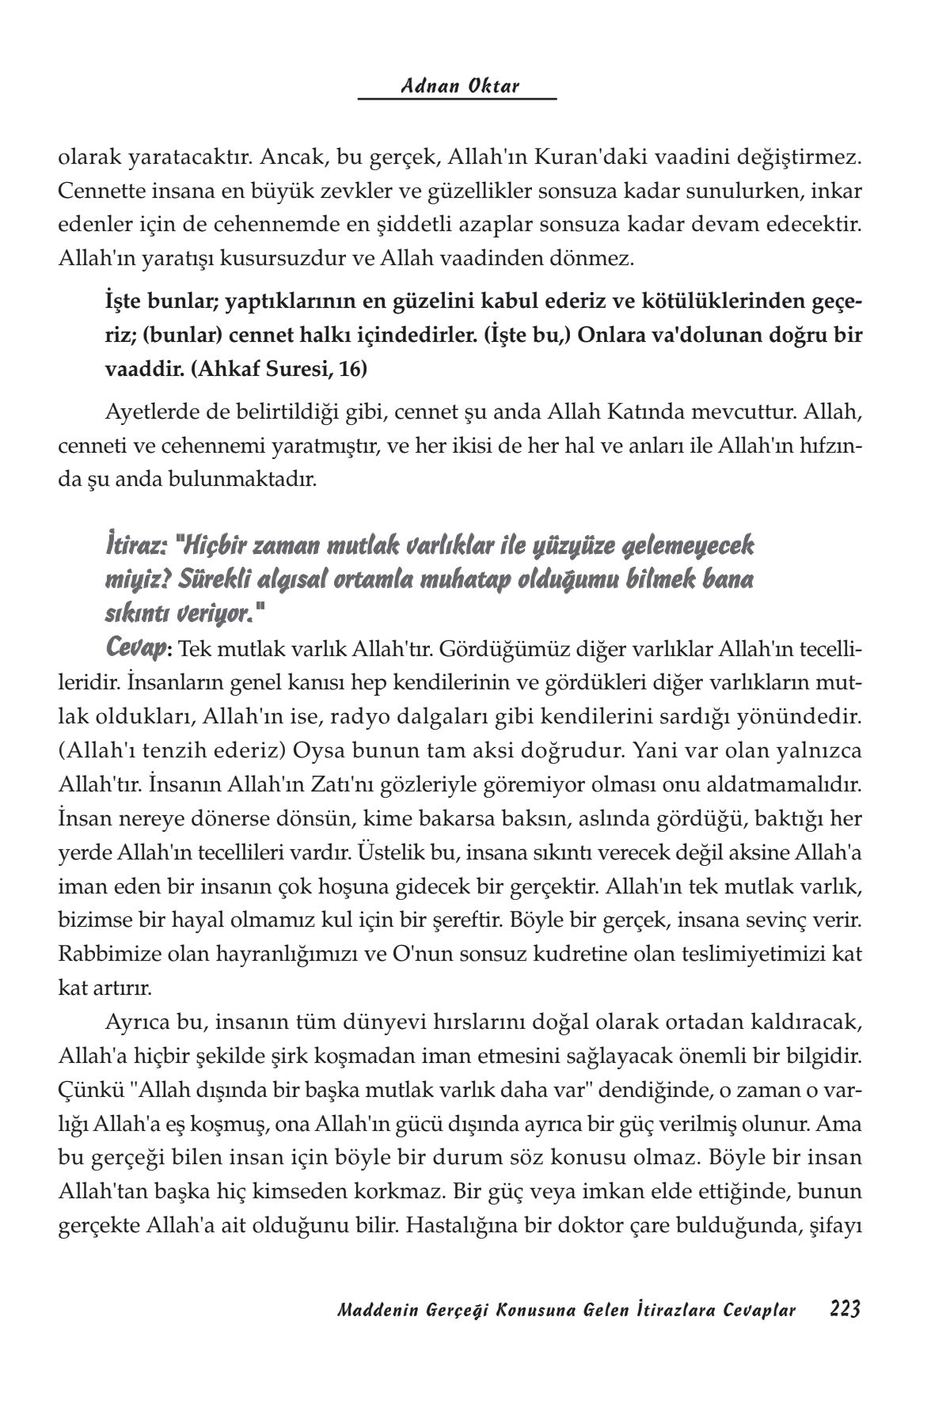 Adnan Oktar
olarak yaratacaktır. Ancak, bu gerçek, Allah'ın Kuran'daki vaadini değiştirmez.
Cennette insana en büyük zevkler ve güzellikler sonsuza kadar sunulurken, inkar
edenler için de cehennemde en şiddetli azaplar sonsuza kadar devam edecektir.
Allah'ın yaratışı kusursuzdur ve Allah vaadinden dönmez.
İşte bunlar; yaptıklarının en güzelini kabul ederiz ve kötülüklerinden geçe-
riz; (bunlar) cennet halkı içindedirler. (İşte bu,) Onlara va'dolunan doğru bir
vaaddir. (Ahkaf Suresi, 16)
Ayetlerde de belirtildiği gibi, cennet şu anda Allah Katında mevcuttur. Allah,
cenneti ve cehennemi yaratmıştır, ve her ikisi de her hal ve anları ile Allah'ın hıfzın-
da şu anda bulunmaktadır.
İtiraz: "Hiçbir zaman mutlak varlıklar ile yüzyüze gelemeyecek
miyiz? Sürekli algısal ortamla muhatap olduğumu bilmek bana
sıkıntı veriyor."
Cevap: Tek mutlak varlık Allah'tır. Gördüğümüz diğer varlıklar Allah'ın tecelli-
leridir. İnsanların genel kanısı hep kendilerinin ve gördükleri diğer varlıkların mut-
lak oldukları, Allah'ın ise, radyo dalgaları gibi kendilerini sardığı yönündedir.
(Allah'ı tenzih ederiz) Oysa bunun tam aksi doğrudur. Yani var olan yalnızca
Allah'tır. İnsanın Allah'ın Zatı'nı gözleriyle göremiyor olması onu aldatmamalıdır.
İnsan nereye dönerse dönsün, kime bakarsa baksın, aslında gördüğü, baktığı her
yerde Allah'ın tecellileri vardır. Üstelik bu, insana sıkıntı verecek değil aksine Allah'a
iman eden bir insanın çok hoşuna gidecek bir gerçektir. Allah'ın tek mutlak varlık,
bizimse bir hayal olmamız kul için bir şereftir. Böyle bir gerçek, insana sevinç verir.
Rabbimize olan hayranlığımızı ve O'nun sonsuz kudretine olan teslimiyetimizi kat
kat artırır.
Ayrıca bu, insanın tüm dünyevi hırslarını doğal olarak ortadan kaldıracak,
Allah'a hiçbir şekilde şirk koşmadan iman etmesini sağlayacak önemli bir bilgidir.
Çünkü "Allah dışında bir başka mutlak varlık daha var" dendiğinde, o zaman o var-
lığı Allah'a eş koşmuş, ona Allah'ın gücü dışında ayrıca bir güç verilmiş olunur. Ama
bu gerçeği bilen insan için böyle bir durum söz konusu olmaz. Böyle bir insan
Allah'tan başka hiç kimseden korkmaz. Bir güç veya imkan elde ettiğinde, bunun
gerçekte Allah'a ait olduğunu bilir. Hastalığına bir doktor çare bulduğunda, şifayı
Maddenin Gerçeği Konusuna Gelen İtirazlara Cevaplar 223